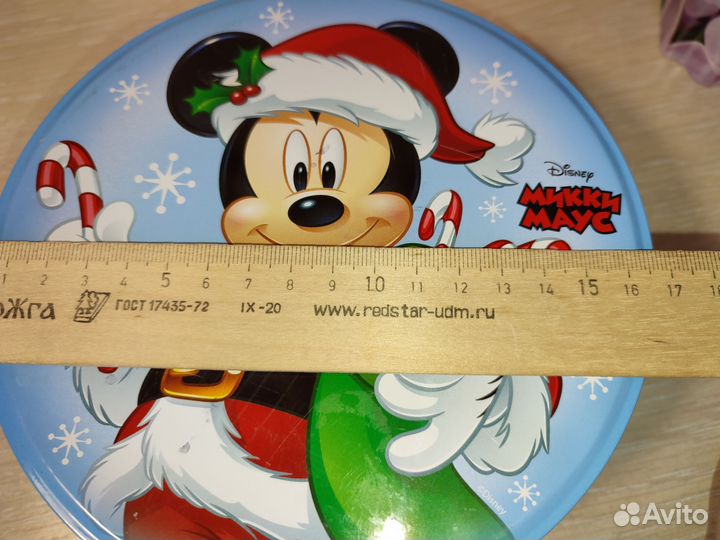 Disney
МИККИ
МАУС
1 2 3 4 5 6 7 8 9 10 11 12 13 14 15 16 17 18
ГОСТ 17435-72 IX-20 www.redstar-udm.ru
©Disney
Avito